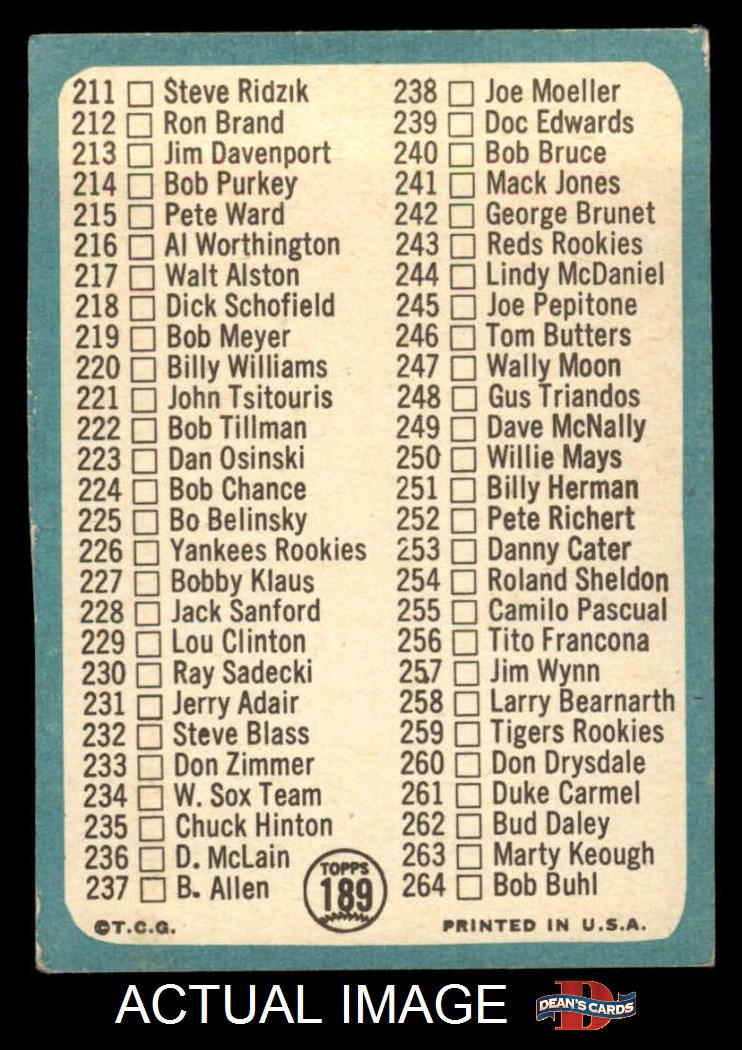 211 Steve Ridzik
212 Ron Brand
213 Jim Davenport
214 Bob Purkey
215 Pete Ward
216 Al Worthington
217 Walt Alston
218 Dick Schofield
219 Bob Meyer
220 Billy Williams
221 John Tsitouris
222 Bob Tillman
223 Dan Osinski
224 Bob Chance
225 Bo Belinsky
226 Yankees Rookies
227 Bobby Klaus
228 Jack Sanford
229 Lou Clinton
230 Ray Sadecki
231 Jerry Adair
232 Steve Blass
233 Don Zimmer
234 W. Sox Team
235 Chuck Hinton
236 D. McLain
237 B. Allen
238 Joe Moeller
239 Doc Edwards
240 Bob Bruce
241 Mack Jones
242 George Brunet
243 Reds Rookies
244 Lindy McDaniel
245 Joe Pepitone
246 Tom Butters
247 Wally Moon
248 Gus Triandos
249 Dave McNally
250 Willie Mays
251 Billy Herman
252 Pete Richert
253 Danny Cater
254 Roland Sheldon
255 Camilo Pascual
256 Tito Francona
257 Jim Wynn
258 Larry Bearnarth
259 Tigers Rookies
260 Don Drysdale
261 Duke Carmel
262 Bud Daley
263 Marty Keough
264 Bob Buhl
TOPPS
189
©T.C.G.
PRINTED IN U.S.A.
ACTUAL IMAGE
D
DEAN'S CARDS